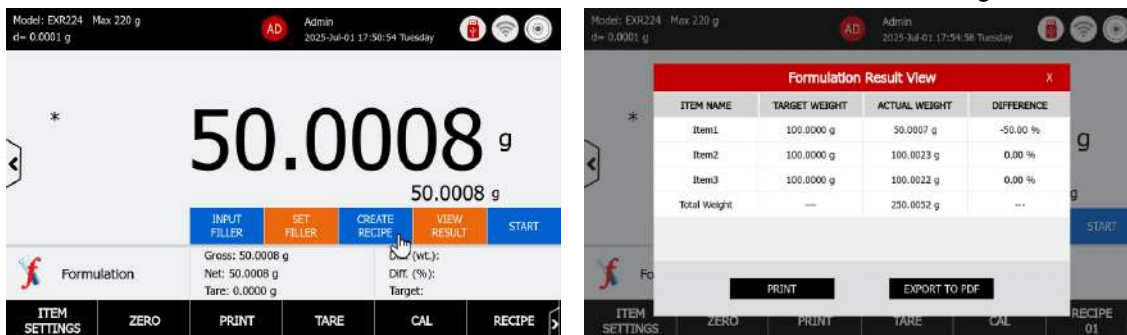 Model: EXR224 Max 220 g
d= 0.0001 g
AD
Admin
2025-Jul-01 17:50:54 Tuesday
*
50.0008 g
50.0008 g
INPUT FILLER
SET FILLER
CREATE RECIPE
VIEW RESULT
START
f Formulation
Gross: 50.0008 g
Net: 50.0008 g
Tare: 0.0000 g
(wt.):
Diff. (%):
Target:
ITEM SETTINGS
ZERO
PRINT
TARE
CAL
RECIPE
Model: EXR224 Max 220 g
d= 0.0001 g
AD
Admin
2025-Jul-01 17:54:56 Tuesday
*
g
Formulation Result View X
ITEM NAME TARGET WEIGHT ACTUAL WEIGHT DIFFERENCE
Item1 100.0000 g 50.0007 g -50.00 %
Item2 100.0000 g 100.0023 g 0.00 %
Item3 100.0000 g 100.0022 g 0.00 %
Total Weight --- 250.0052 g ---
START
f Fo
PRINT
EXPORT TO PDF
ITEM SETTINGS
ZERO
PRINT
TARE
CAL
RECIPE 01